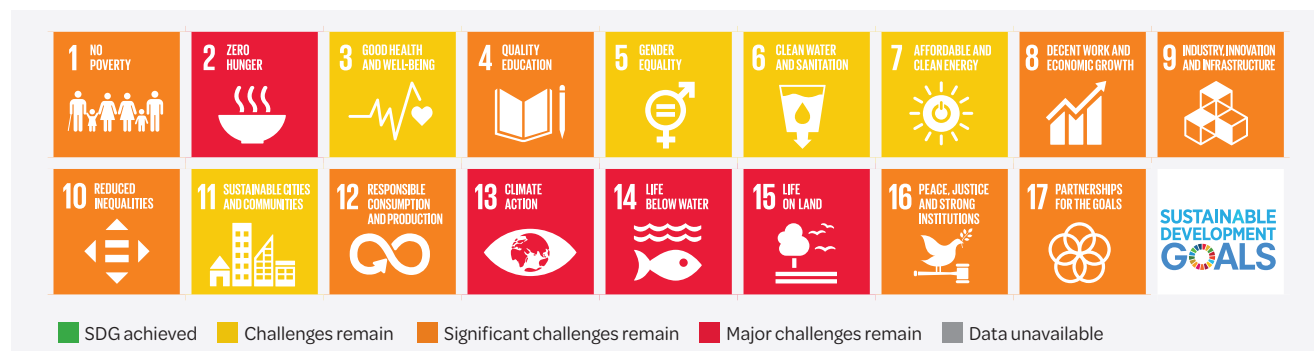 1 NO
POVERTY
2 ZERO
HUNGER
3 GOOD HEALTH
AND WELL-BEING
4 QUALITY
EDUCATION
5 GENDER
EQUALITY
6 CLEAN WATER
AND SANITATION
7 AFFORDABLE AND
CLEAN ENERGY
8 DECENT WORK AND
ECONOMIC GROWTH
9 INDUSTRY, INNOVATION
AND INFRASTRUCTURE
10 REDUCED
INEQUALITIES
11 SUSTAINABLE CITIES
AND COMMUNITIES
12 RESPONSIBLE
CONSUMPTION
AND PRODUCTION
13 CLIMATE
ACTION
14 LIFE
BELOW WATER
15 LIFE
ON LAND
16 PEACE, JUSTICE
AND STRONG
INSTITUTIONS
17 PARTNERSHIPS
FOR THE GOALS
SUSTAINABLE
DEVELOPMENT
GOALS
SDG achieved Challenges remain Significant challenges remain Major challenges remain Data unavailable